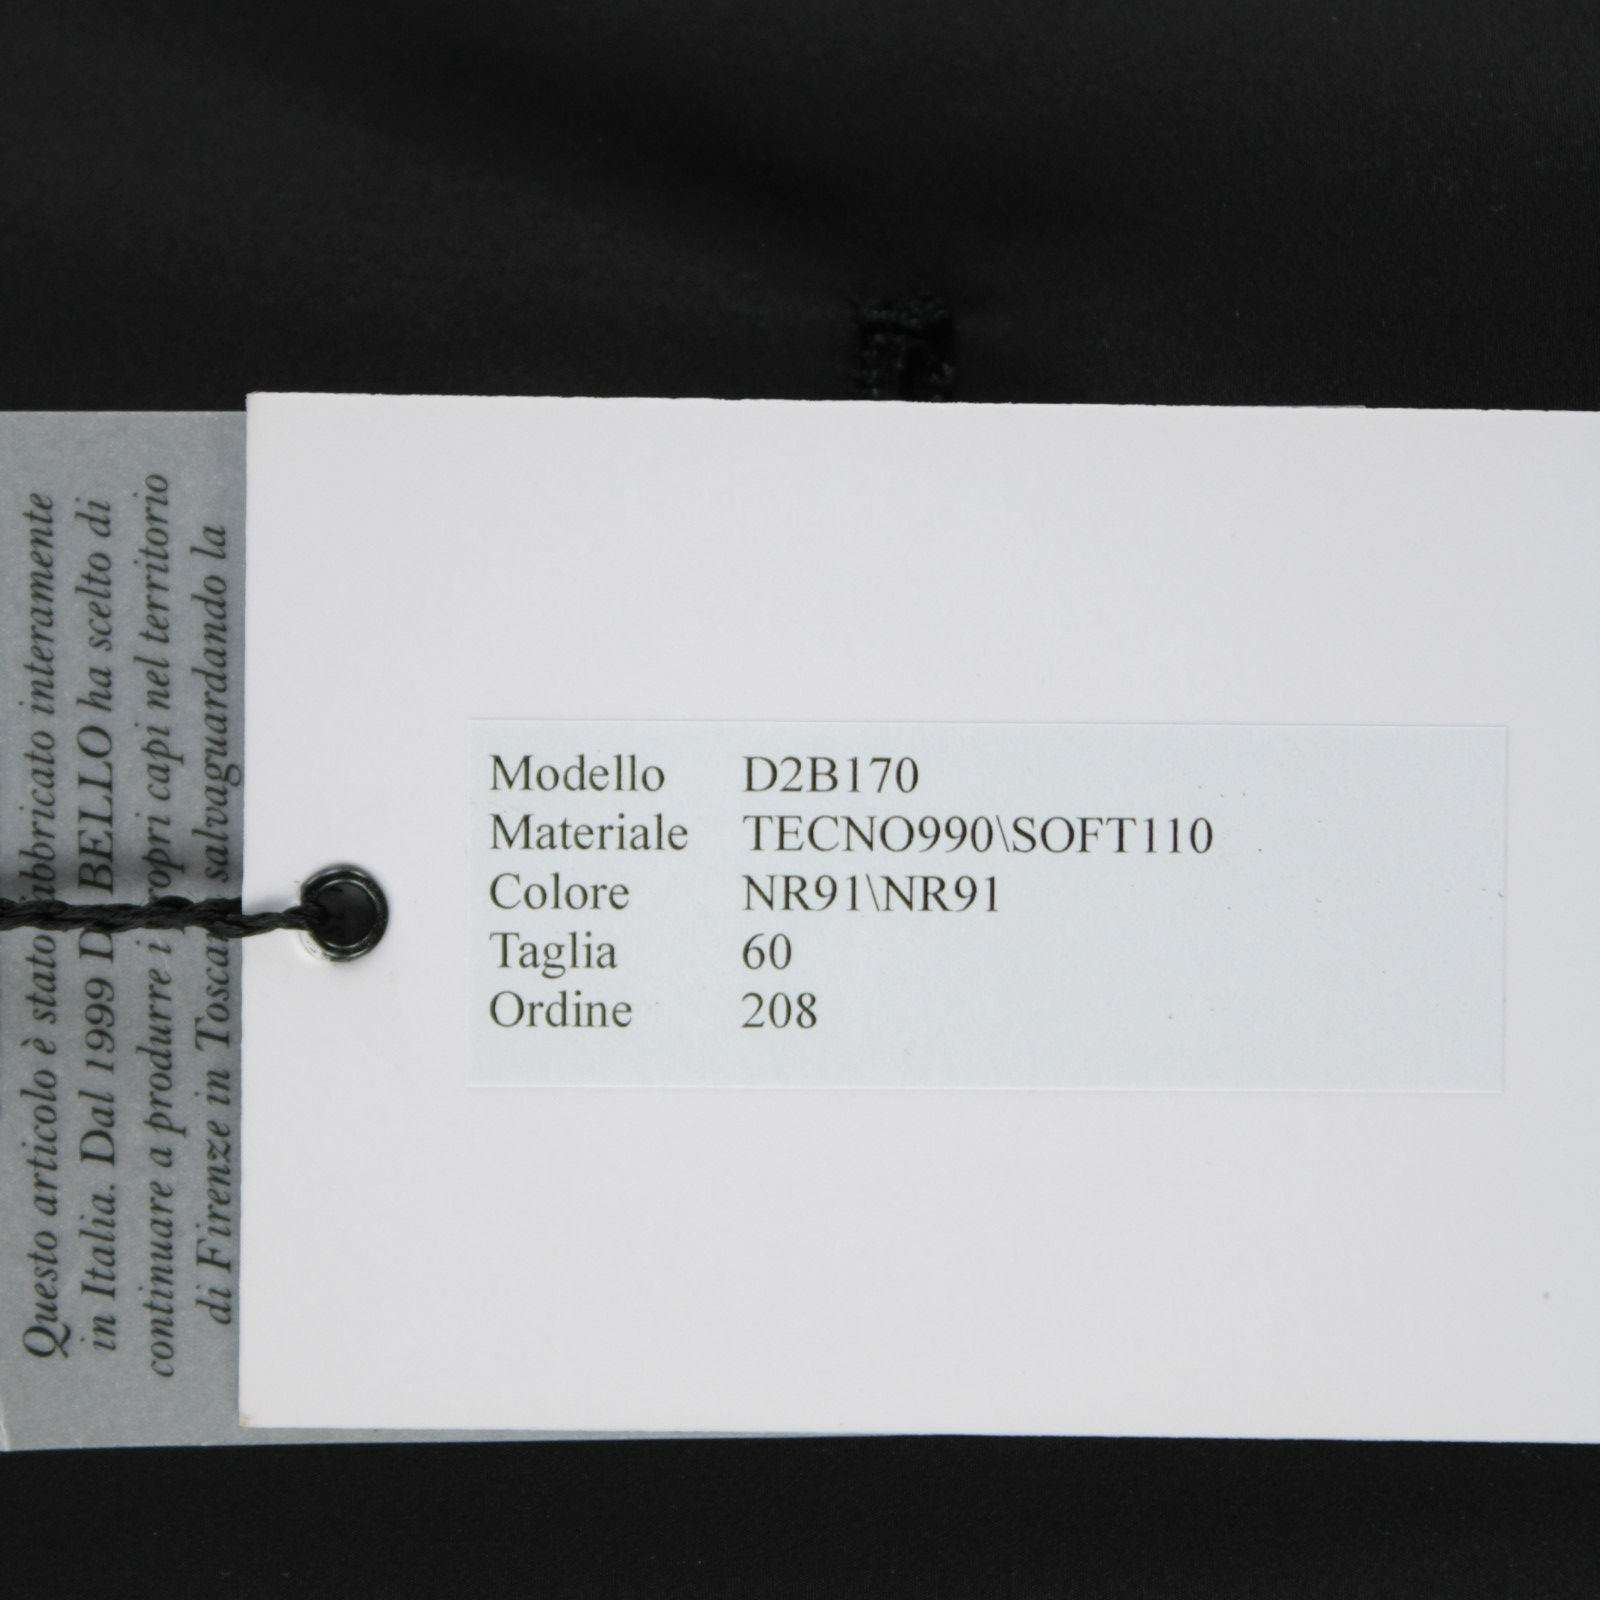 Questo articolo è stato fabbricato interamente
in Italia. Dal 1999 D BELLO ha scelto di
continuare a produrre i propri capi nel territorio
di Firenze in salvaguardando la
Modello D2B170
Materiale TECNO990\SOFT110
Colore NR91\NR91
Taglia 60
Ordine 208